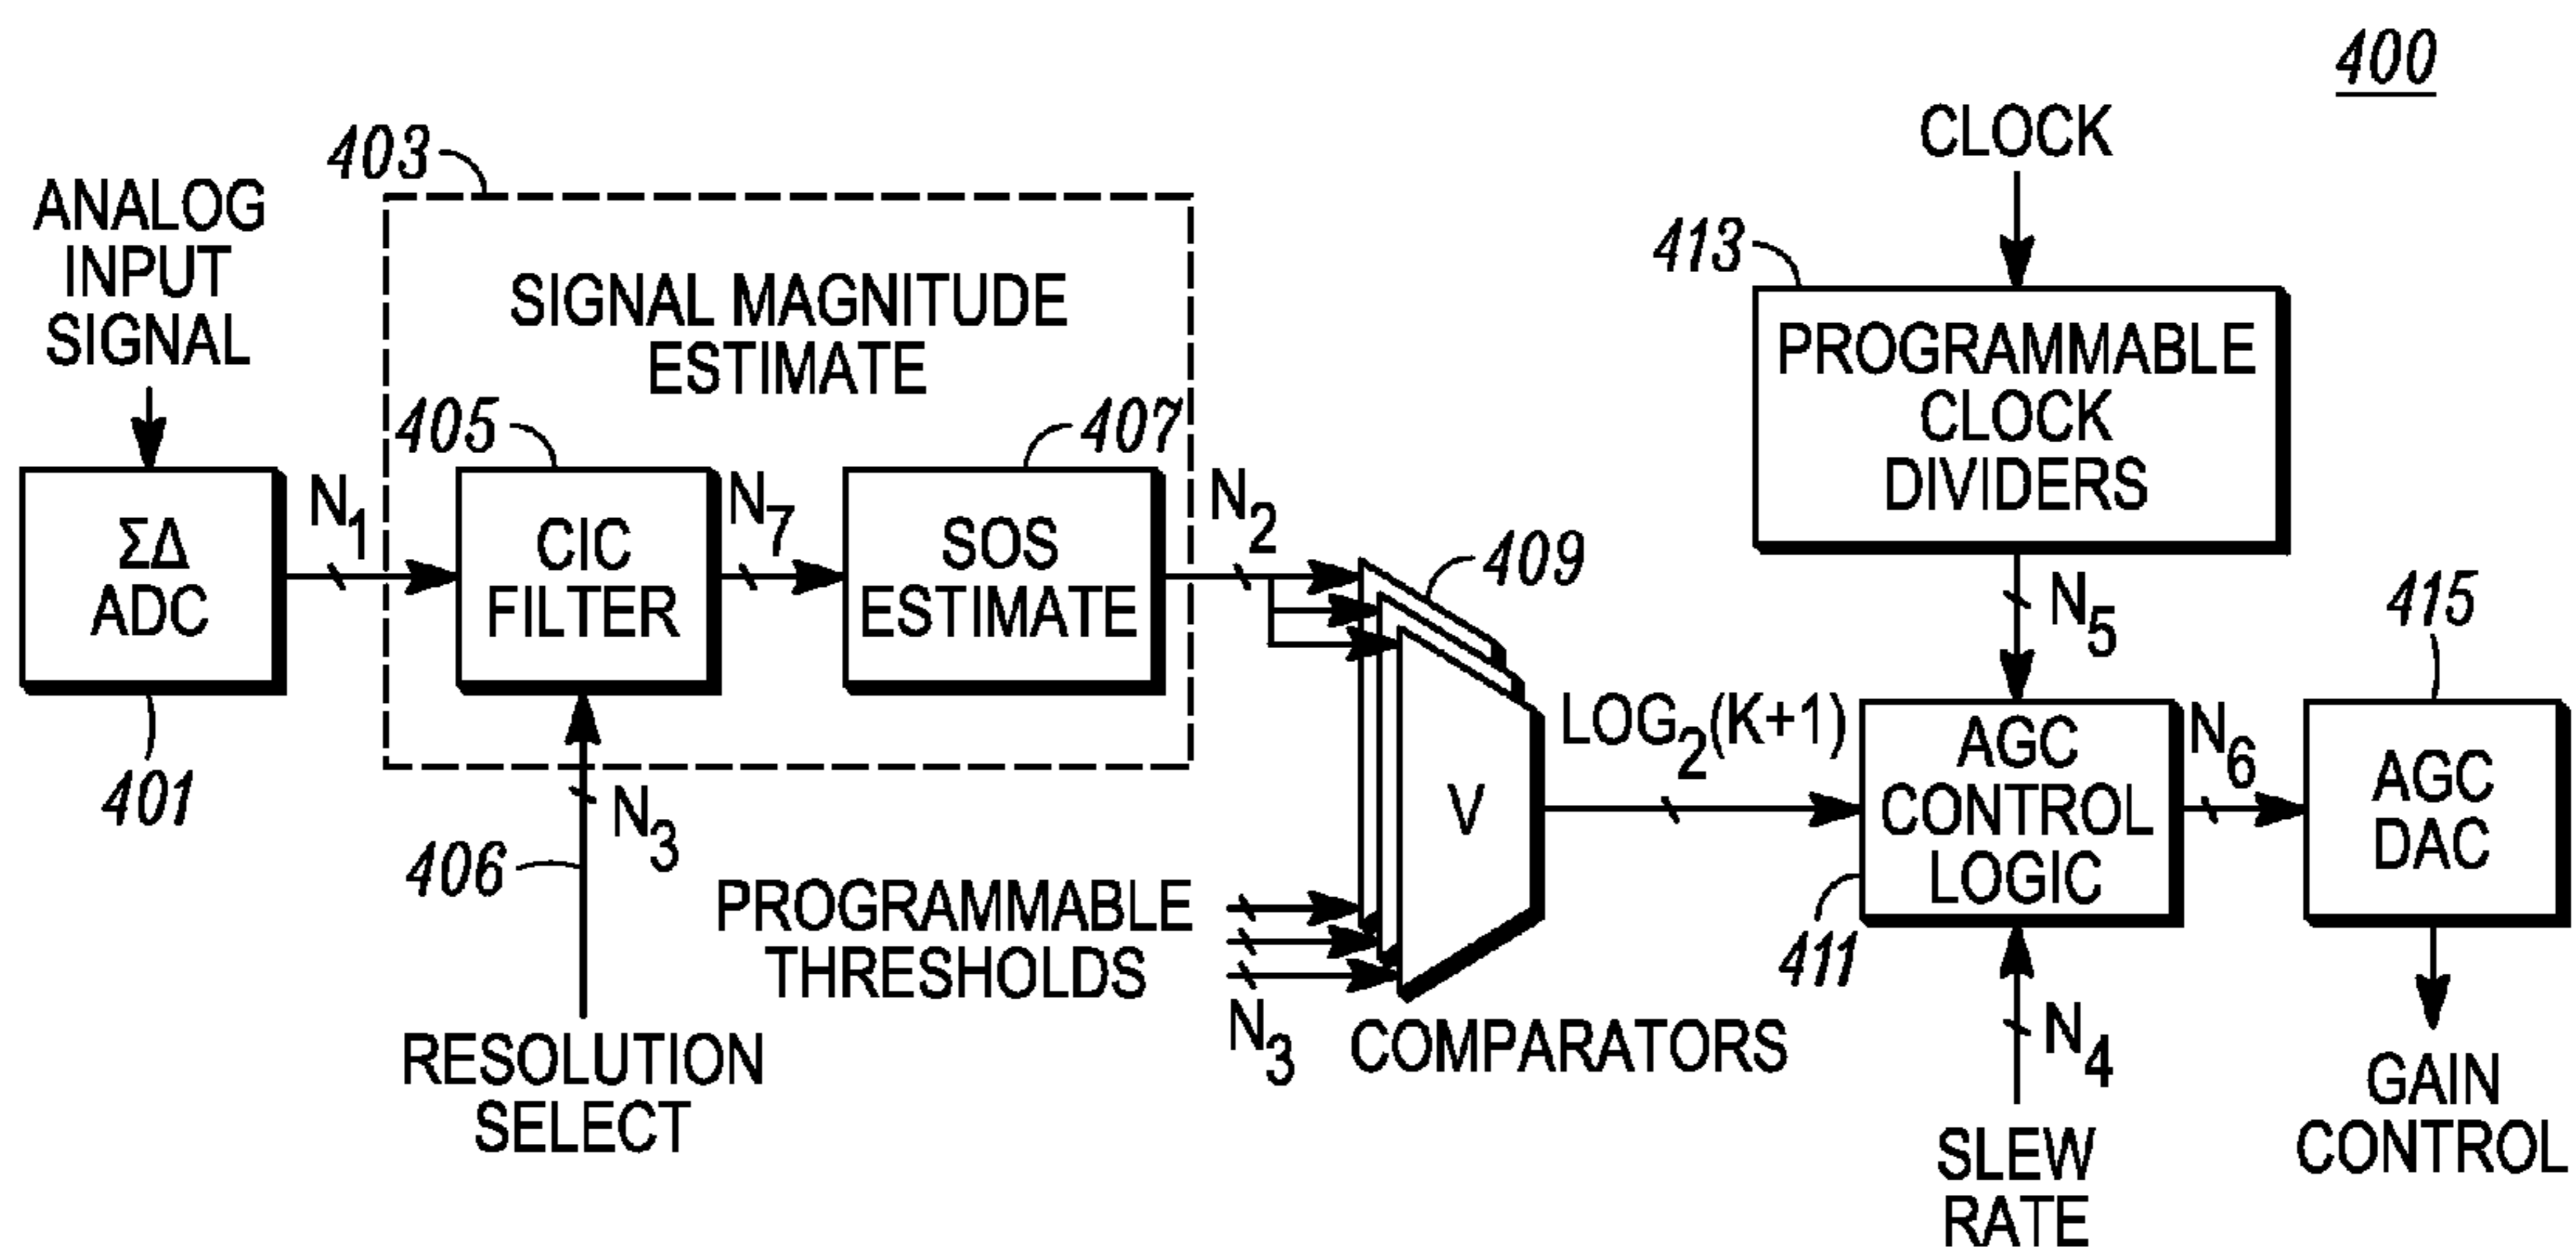 400
CLOCK
403
ANALOG
INPUT
SIGNAL
413
SIGNAL MAGNITUDE
ESTIMATE
PROGRAMMABLE
CLOCK
DIVIDERS
405
407
N1
N7
N2
ΣΔ
ADC
CIC
FILTER
SOS
ESTIMATE
409
N5
415
401
N3
406
V
LOG2(K+1)
AGC
CONTROL
LOGIC
N6
AGC
DAC
PROGRAMMABLE
THRESHOLDS
411
N3
COMPARATORS
N4
RESOLUTION
SELECT
GAIN
CONTROL
SLEW
RATE